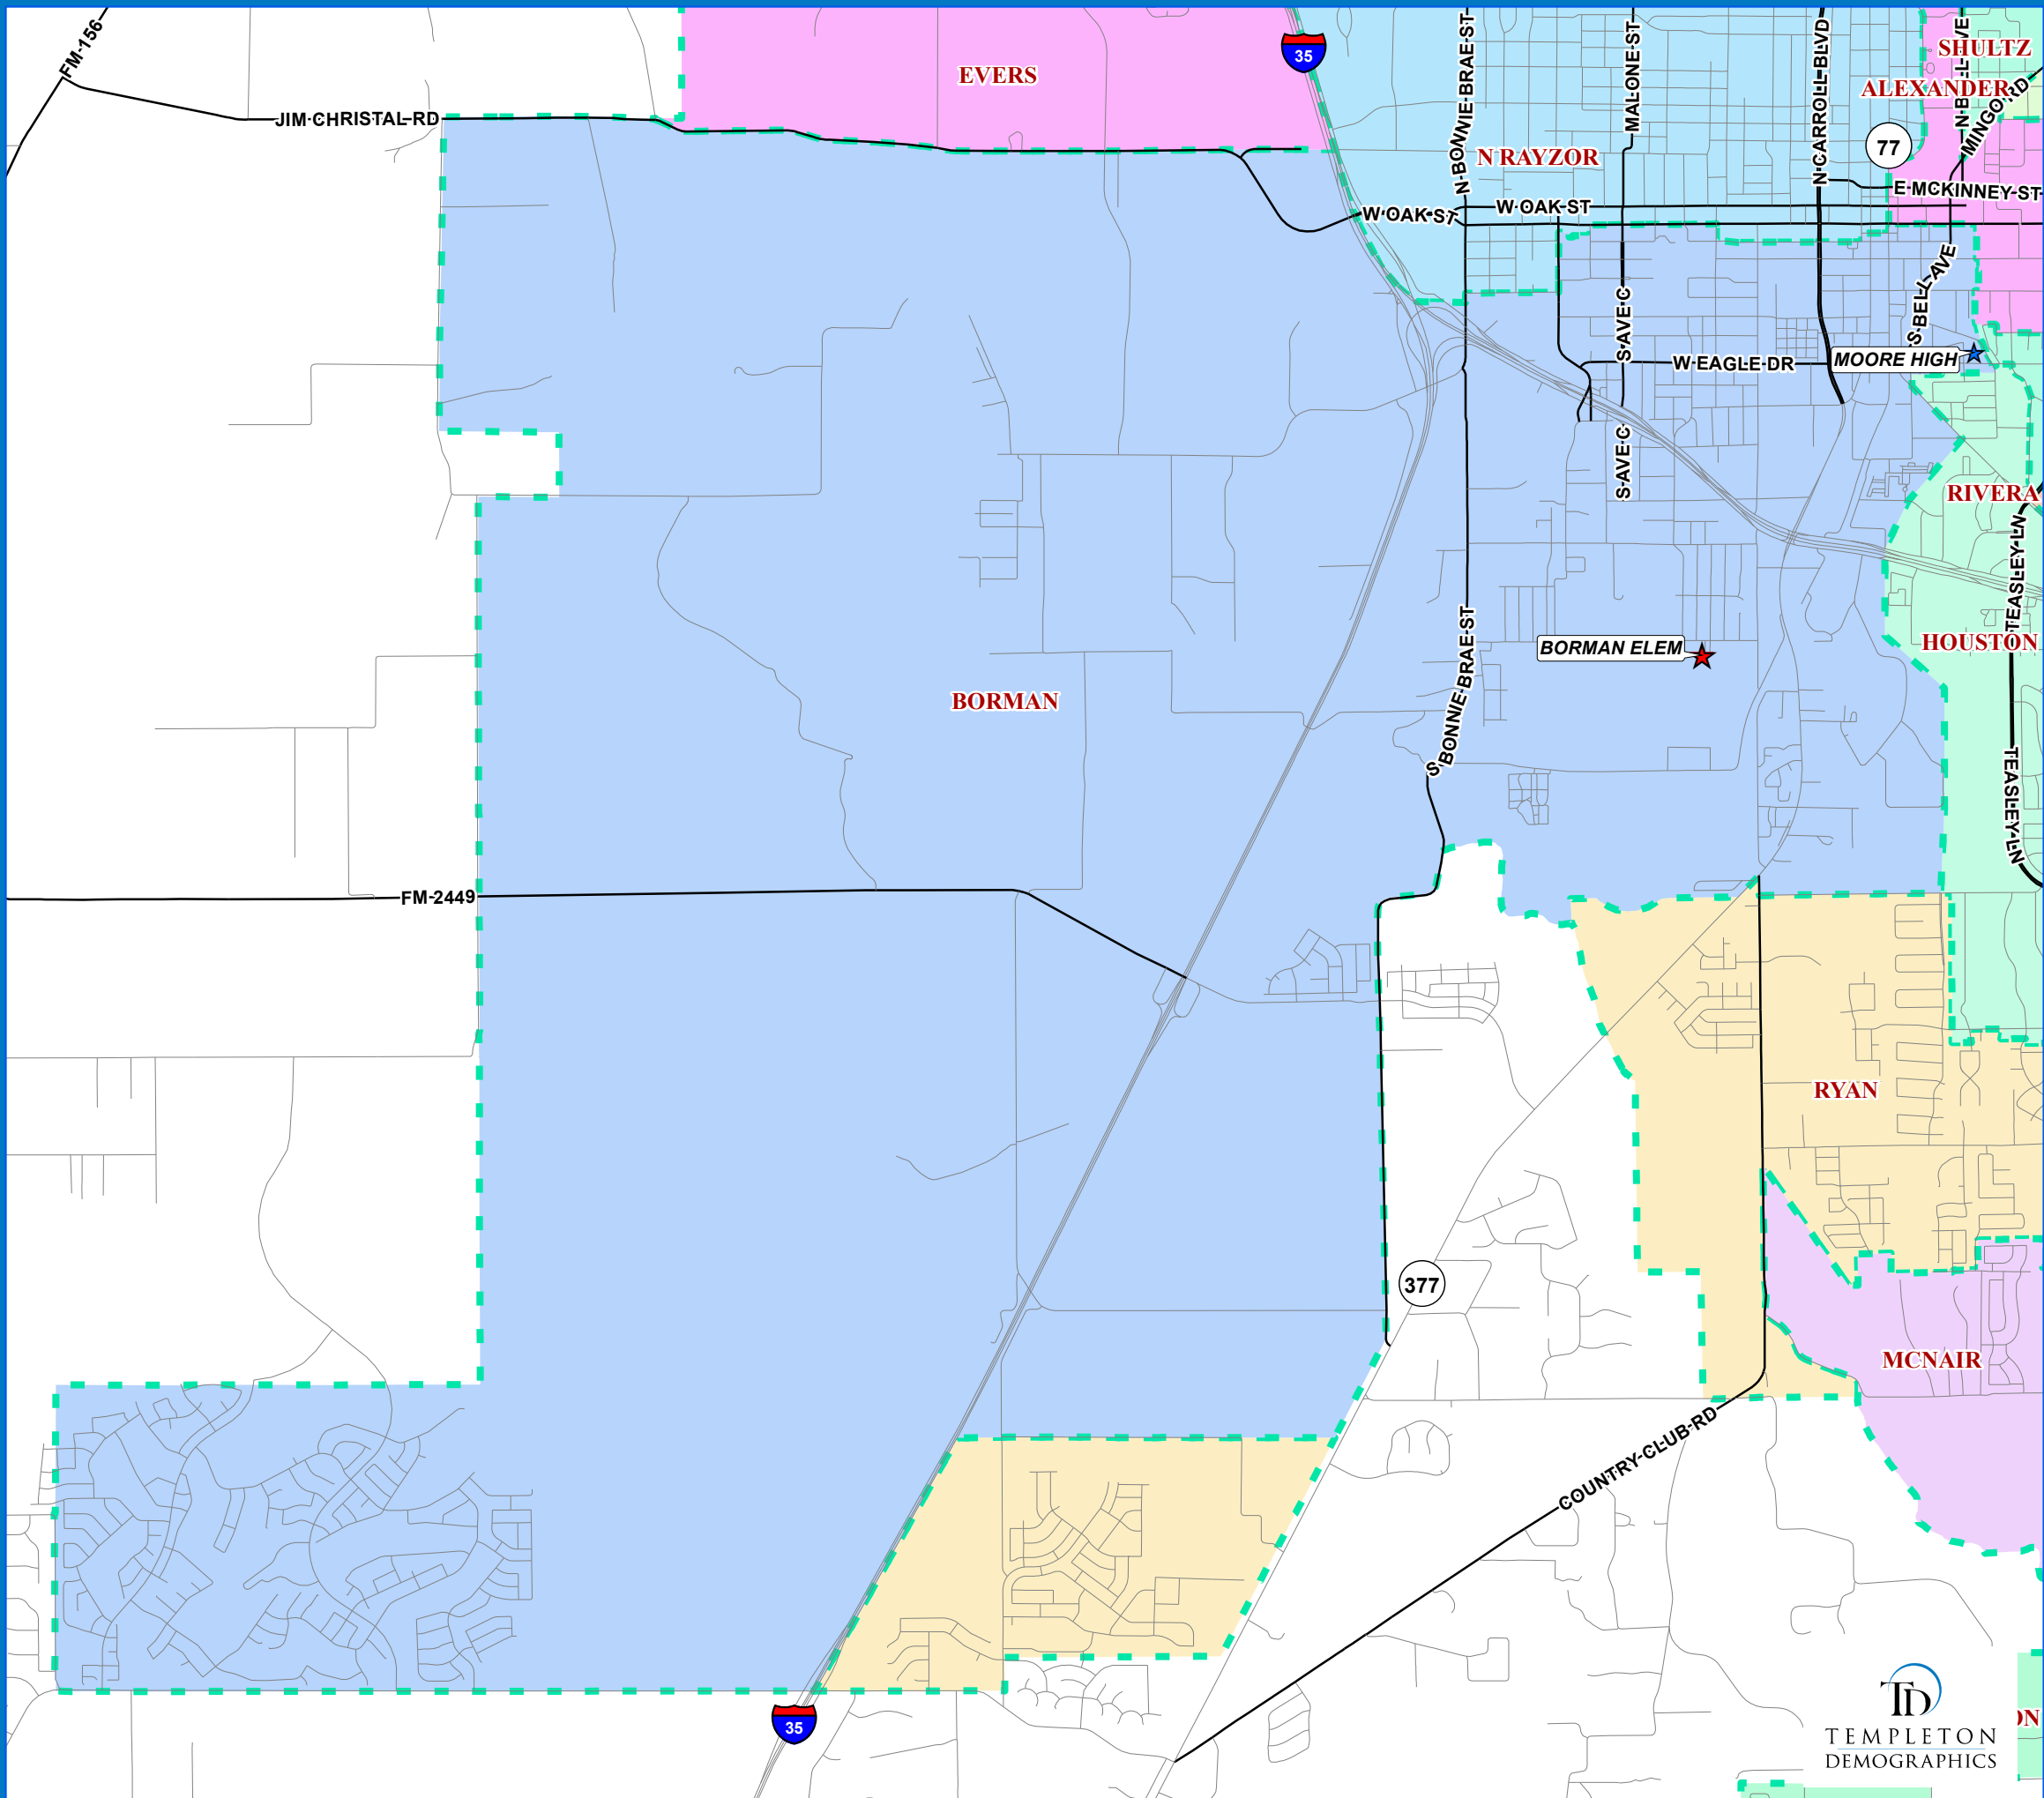 FM-156
JIM CHRISTAL RD
EVERS
35
N BONNIE BRAE ST
MALONE ST
N CARROLL BLVD
N BELL AVE
SHULTZ
ALEXANDER
MINGO RD
77
N RAYZOR
E MCKINNEY ST
W OAK ST
W OAK ST
S BELL AVE
S AVE C
W EAGLE DR
MOORE HIGH
S AVE C
RIVERA
TEASLEY LN
HOUSTON
BORMAN ELEM
S BONNIE BRAE ST
BORMAN
TEASLEY LN
FM-2449
RYAN
377
MCNAIR
COUNTRY CLUB RD
35
TD
TEMPLETON
DEMOGRAPHICS